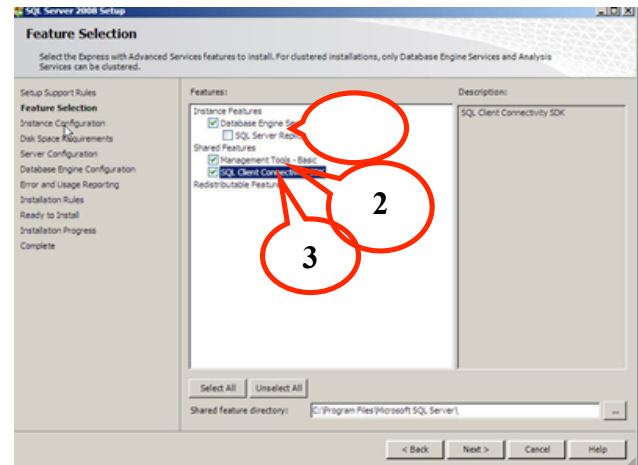 SQL Server 2008 Setup
Feature Selection
Select the Express with Advanced Services features to install. For clustered installations, only Database Engine Services and Analysis
Services can be clustered.
Setup Support Rules
Feature Selection
Instance Configuration
Disk Space Requirements
Server Configuration
Database Engine Configuration
Error and Usage Reporting
Installation Rules
Ready to Install
Installation Progress
Complete
Features:
Instance Features
Database Engine
SQL Server
Shared Features
Management Tools - Basic
SQL Client
Redistributable
2
3
Description:
SQL Client Connectivity SDK
Select All Unselect All
Shared feature directory: C:\Program Files\Microsoft SQL Server\ ...
< Back Next > Cancel Help